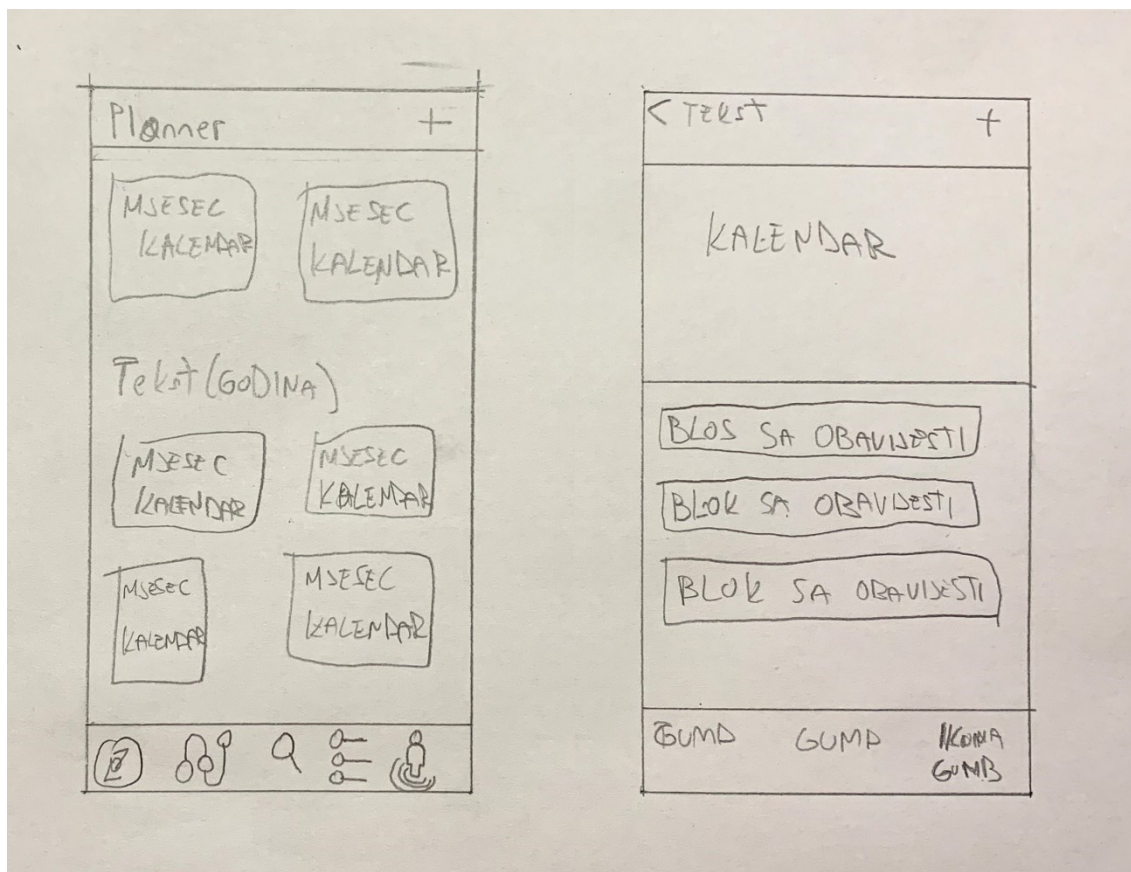 Planner +
MJESEC
KALENDAR
MJESEC
KALENDAR
Tekst (GODINA)
MJESEC
KALENDAR
MJESEC
KALENDAR
MJESEC
KALENDAR
MJESEC
KALENDAR
< TEKST +
KALENDAR
BLOS SA OBAVIJESTI
BLOK SA OBAVIJESTI
BLOK SA OBAVIJESTI
GUMB GUMB IKONA
GUMB